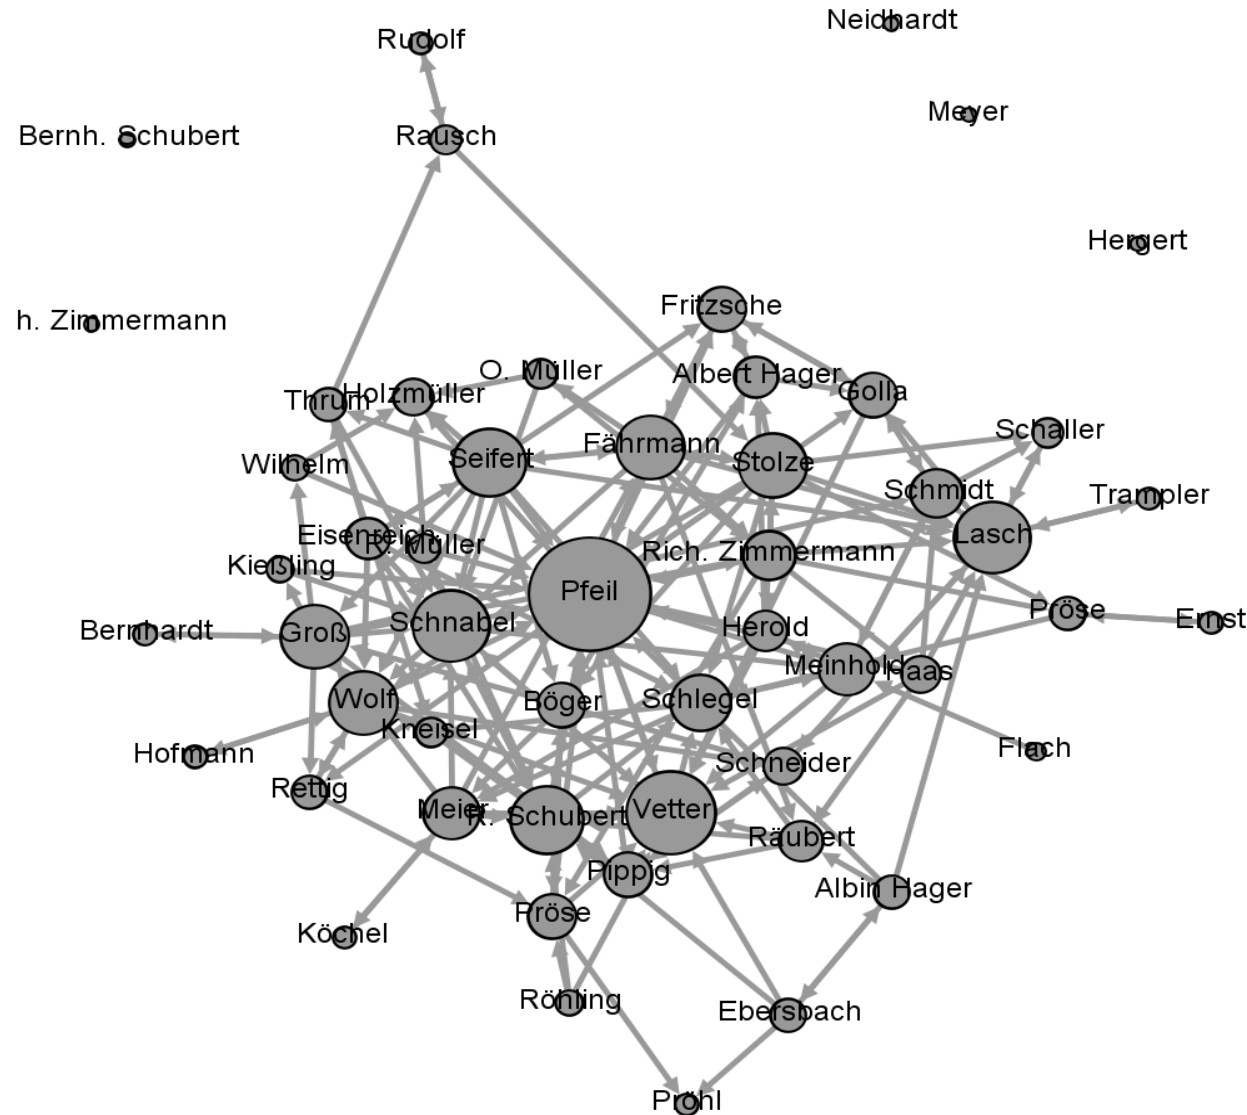 Neidhardt
Rudolf
Meyer
Bernh. Schubert
Rausch
Hergert
Fritzsche
h. Zimmermann
O. Müller
Albert Hager
Thrum
Holzmüller
Golla
Schaller
Fährmann
Wilhelm
Seifert
Stolze
Schmidt
Trampler
Eisenreich
R. Müller
Rich. Zimmermann
Lasch
Kießling
Pfeil
Pröse
Ernst
Bernhardt
Groß
Schnabel
Herold
Meinhold
Haas
Wolf
Böger
Schlegel
Kneisel
Hofmann
Schneider
Flach
Rettig
Meier
R. Schubert
Vetter
Räubert
Pippig
Albin Hager
Pröse
Köchel
Röhling
Ebersbach
Pröhl